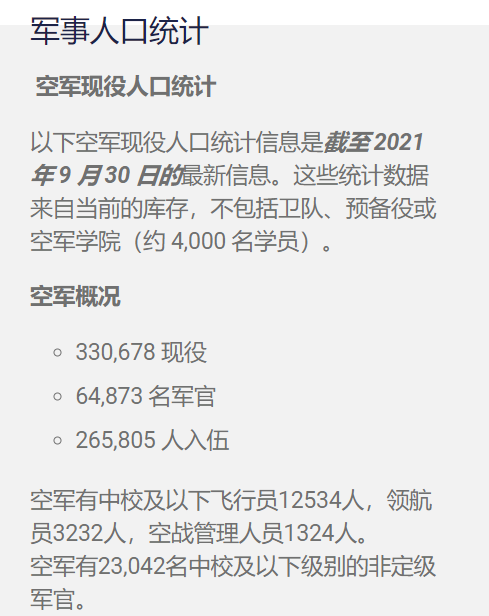 军事人口统计
空军现役人口统计
以下空军现役人口统计信息是截至 2021
年 9 月 30 日的最新信息。这些统计数据
来自当前的库存，不包括卫队、预备役或
空军学院（约 4,000 名学员）。
空军概况
330,678 现役
64,873 名军官
265,805 人入伍
空军有中校及以下飞行员12534人，领航
员3232人，空战管理人员1324人。
空军有23,042名中校及以下级别的非定级
军官。